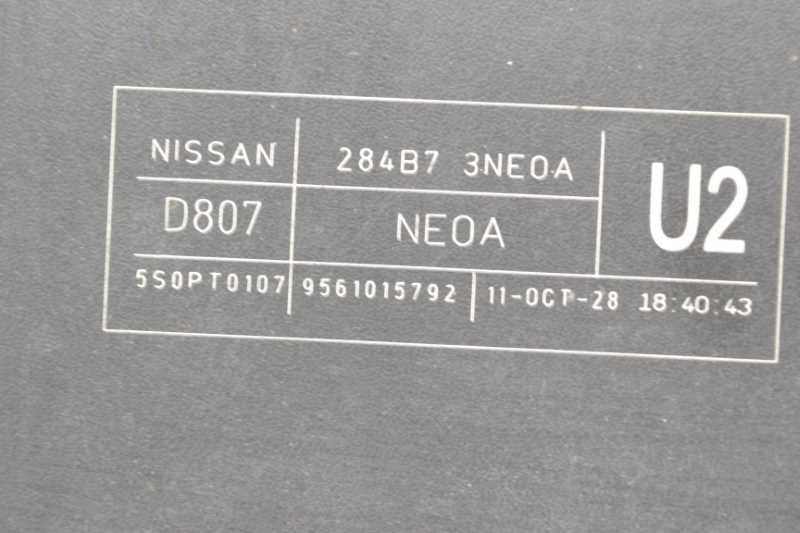 NISSAN 284B7 3NE0A U2
D807 NE0A
5S0PT0107 9561015792 11-OCT-28 18:40:43